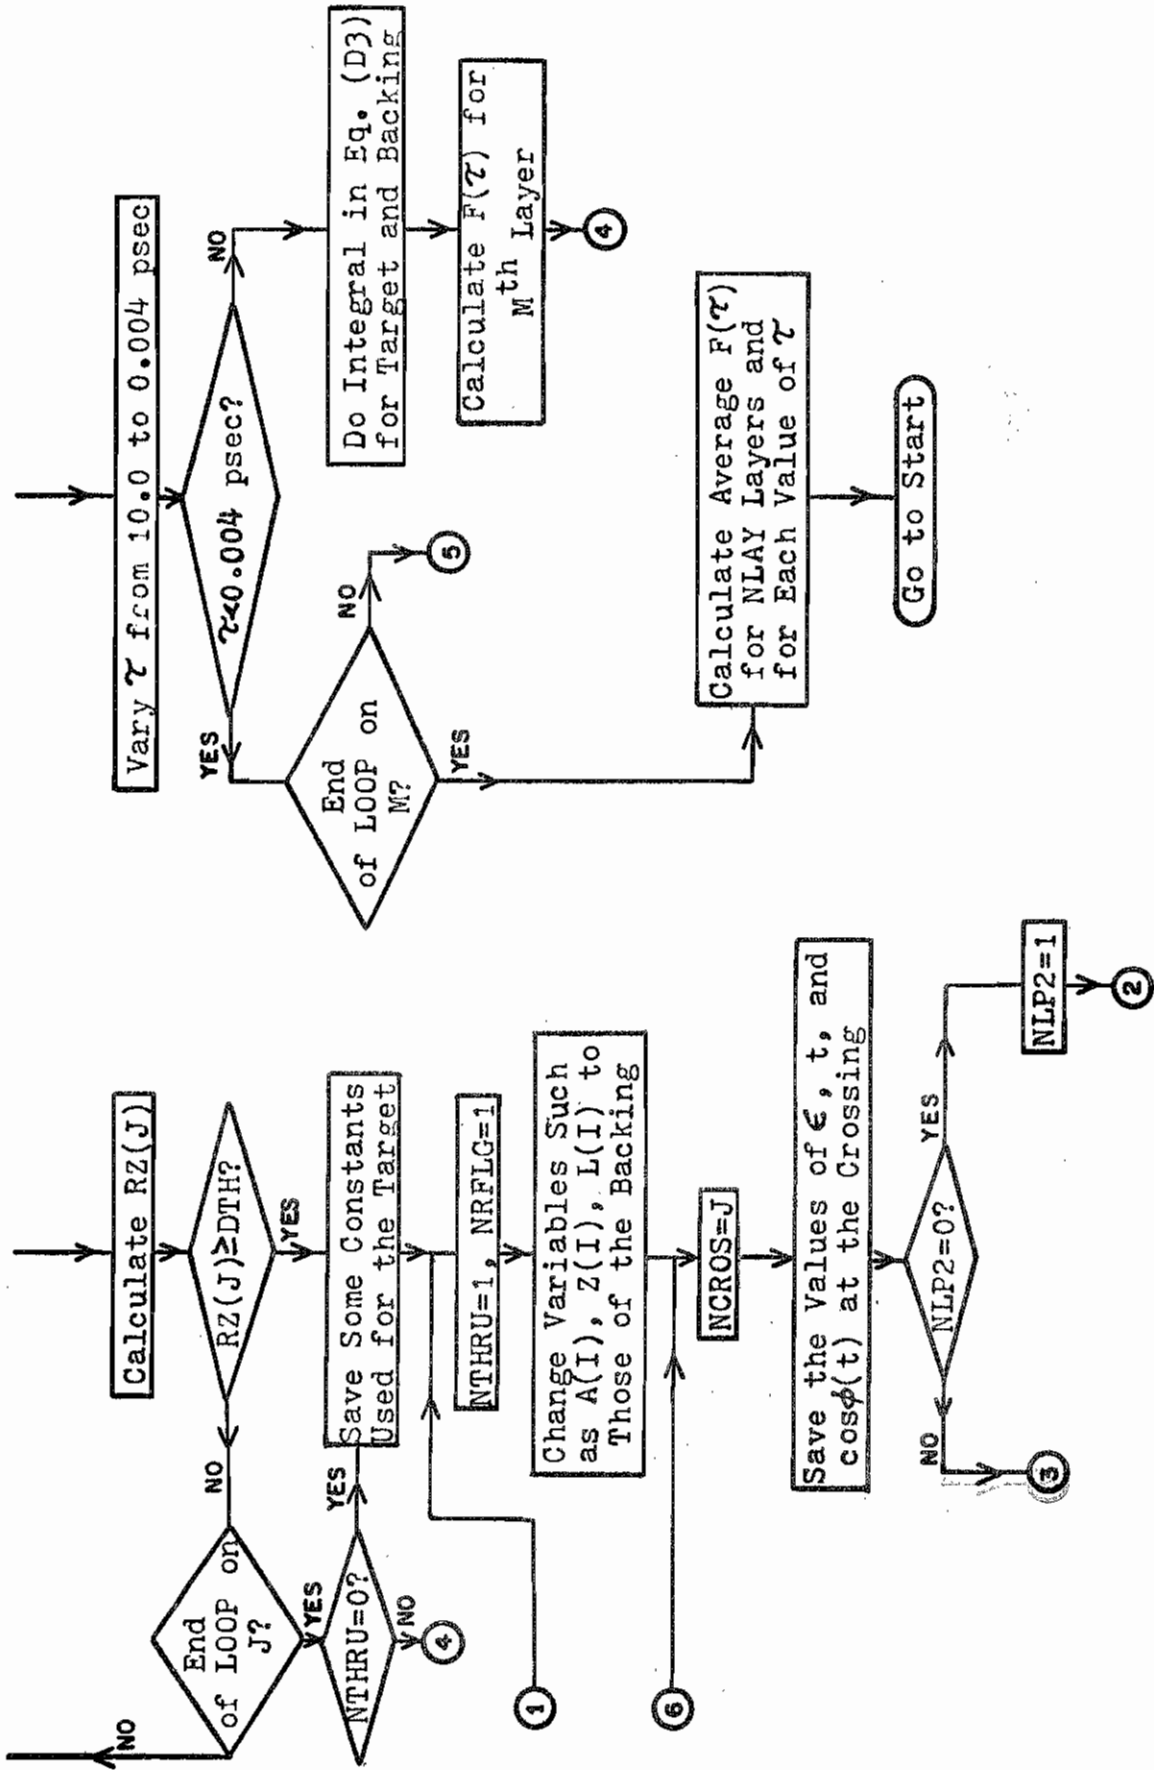 Calculate RZ(J)
RZ(J)≥DTH?
NO
YES
End
of LOOP on
J?
NO
YES
NTHRU=0?
YES
NO
4
Save Some Constants
Used for the Target
1
NTHRU=1, NRFLG=1
Change Variables Such
as A(I), Z(I), L(I) to
Those of the Backing
6
NCROS=J
Save the Values of ϵ, t, and
cosϕ(t) at the Crossing
NLP2=0?
NO
3
YES
NLP2=1
2
Vary τ from 10.0 to 0.004 psec
τ<0.004 psec?
YES
NO
Do Integral in Eq. (D3)
for Target and Backing
Calculate F(τ) for
Mth Layer
4
End
of LOOP on
M?
NO
5
YES
Calculate Average F(τ)
for NLAY Layers and
for Each Value of τ
Go to Start